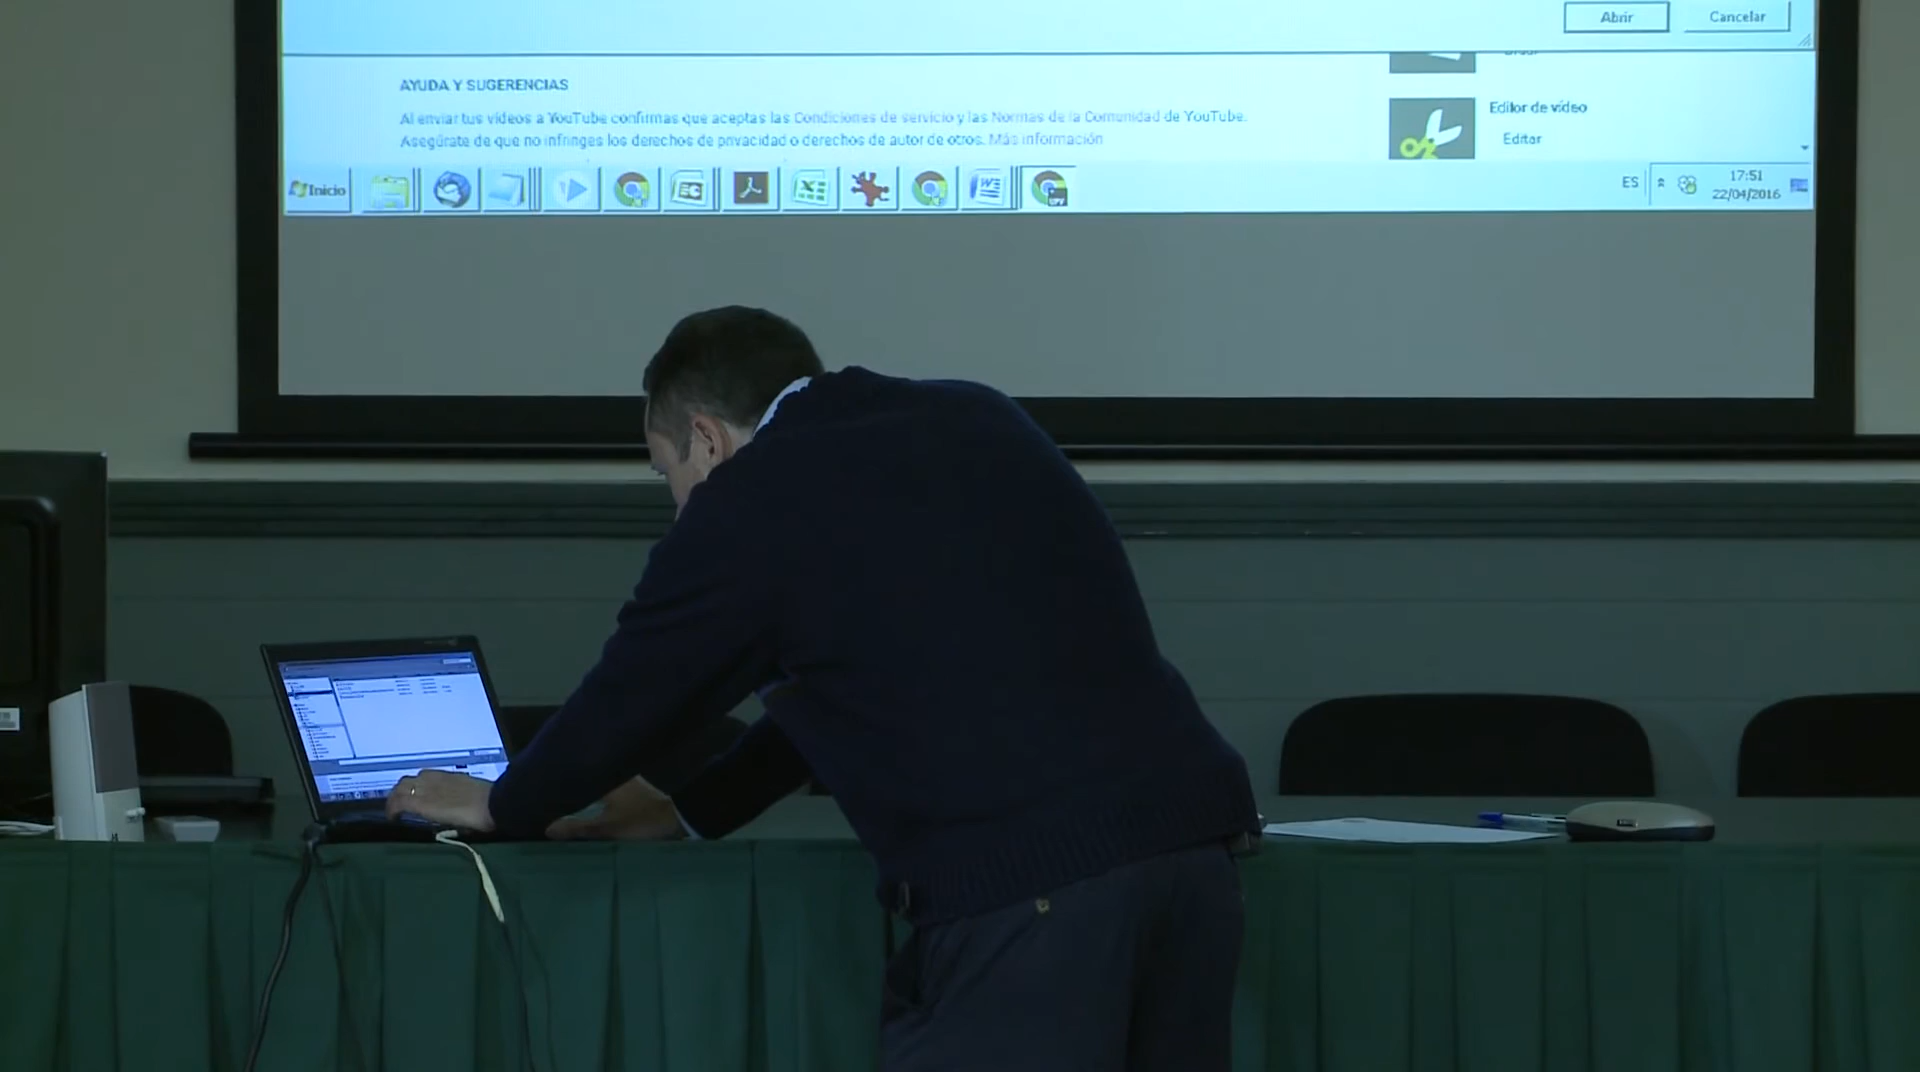 Abrir
Cancelar
AYUDA Y SUGERENCIAS
Al enviar tus vídeos a YouTube confirmas que aceptas las Condiciones de servicio y las Normas de la Comunidad de YouTube.
Asegúrate de que no infringes los derechos de privacidad o derechos de autor de otros. Más información
Editor de vídeo
Editar
Inicio
ES
17:51
22/04/2016